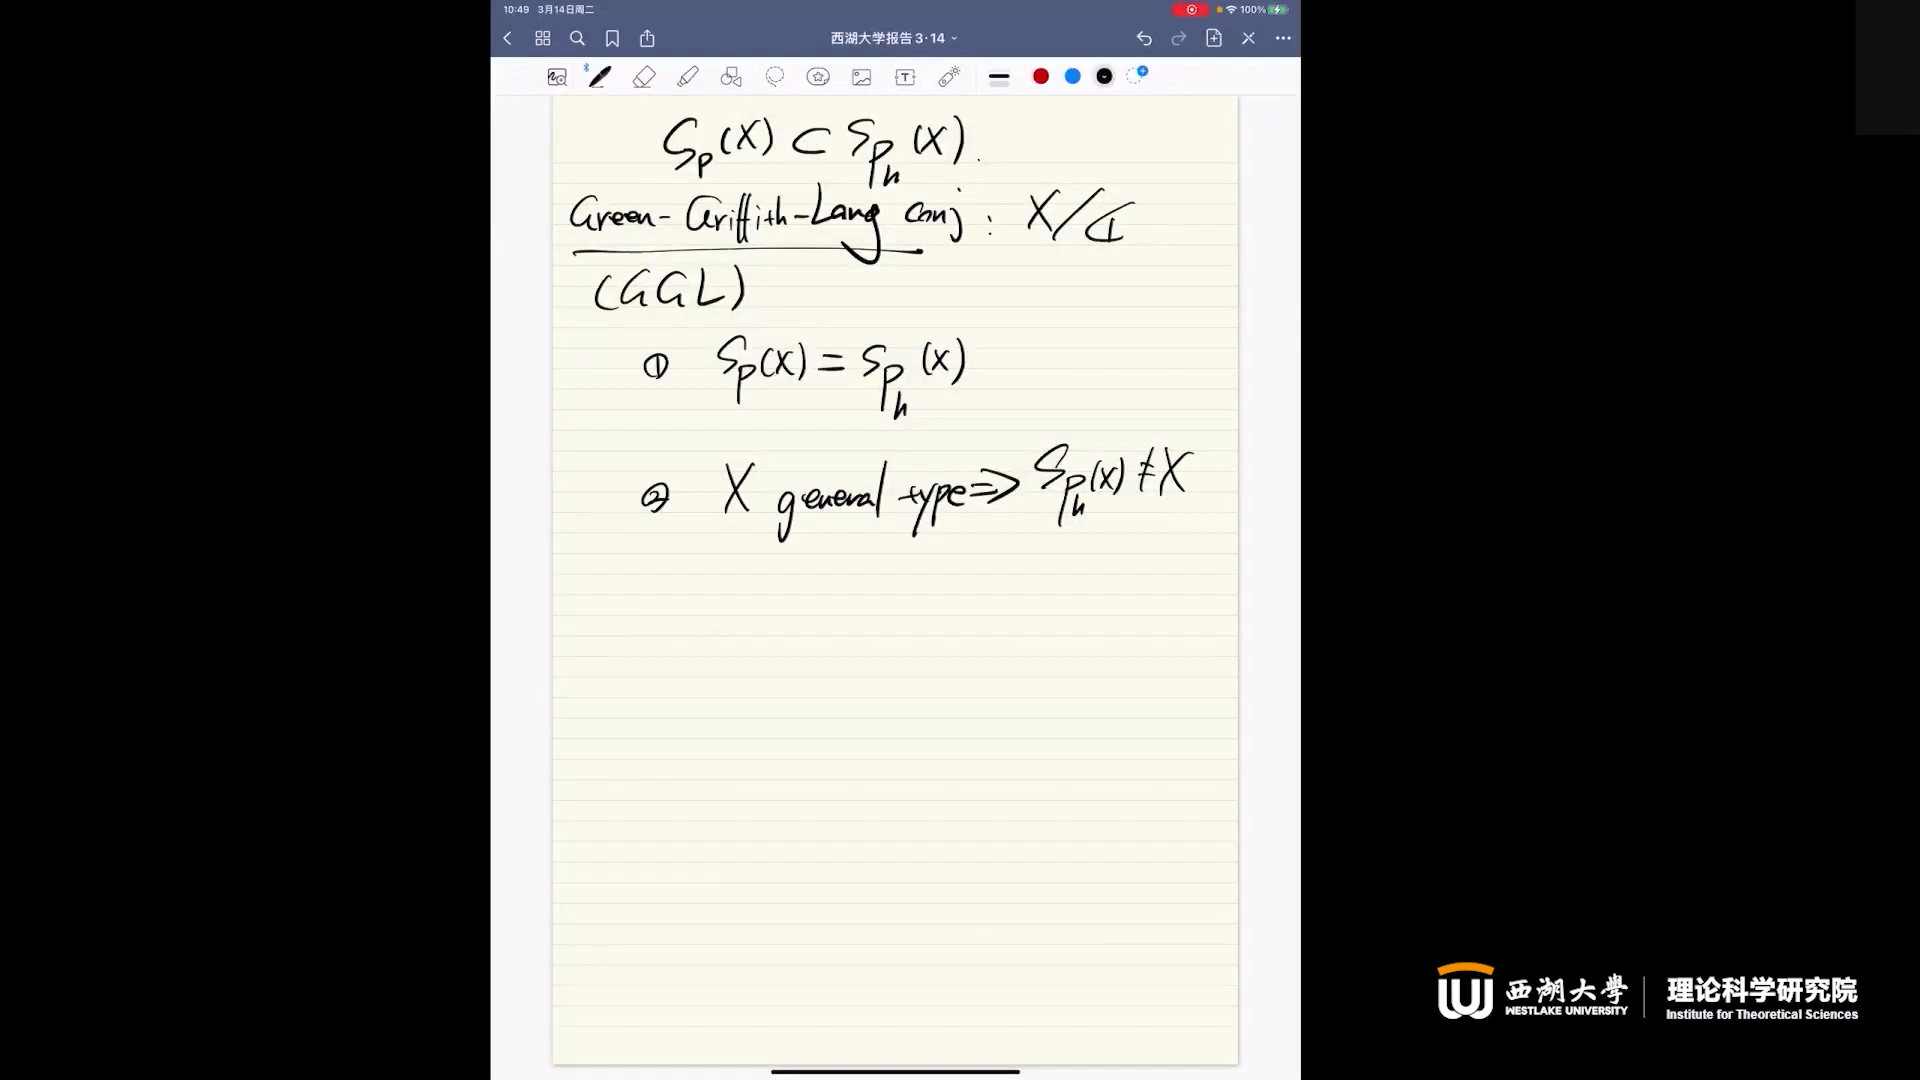 10:49 3月14日周二
100%
西湖大学报告3·14
T
Sp(X) ⊂ Sp_h(X).
Green-Griffith-Lang conj: X/ℂ
(GGL)
① Sp(X) = Sp_h(X)
② X general type ⇒ Sp_h(X) ≠ X
西湖大學
WESTLAKE UNIVERSITY
理论科学研究院
Institute for Theoretical Sciences